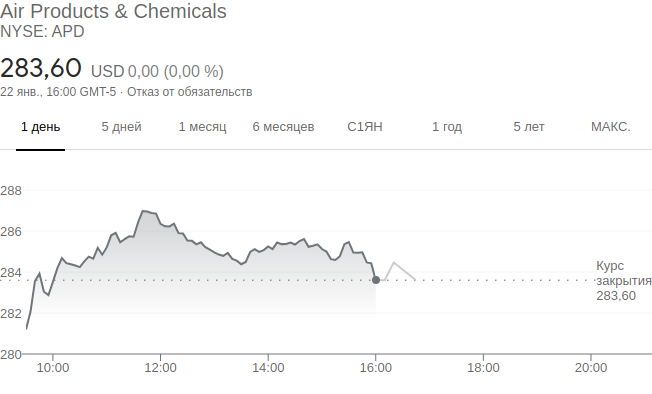 Air Products & Chemicals
NYSE: APD
283,60 USD 0,00 (0,00 %)
22 янв., 16:00 GMT-5 · Отказ от обязательств
1 день 5 дней 1 месяц 6 месяцев С1ЯН 1 год 5 лет МАКС.
288
286
284
282
280
Курс
закрытия
283,60
10:00 12:00 14:00 16:00 18:00 20:00